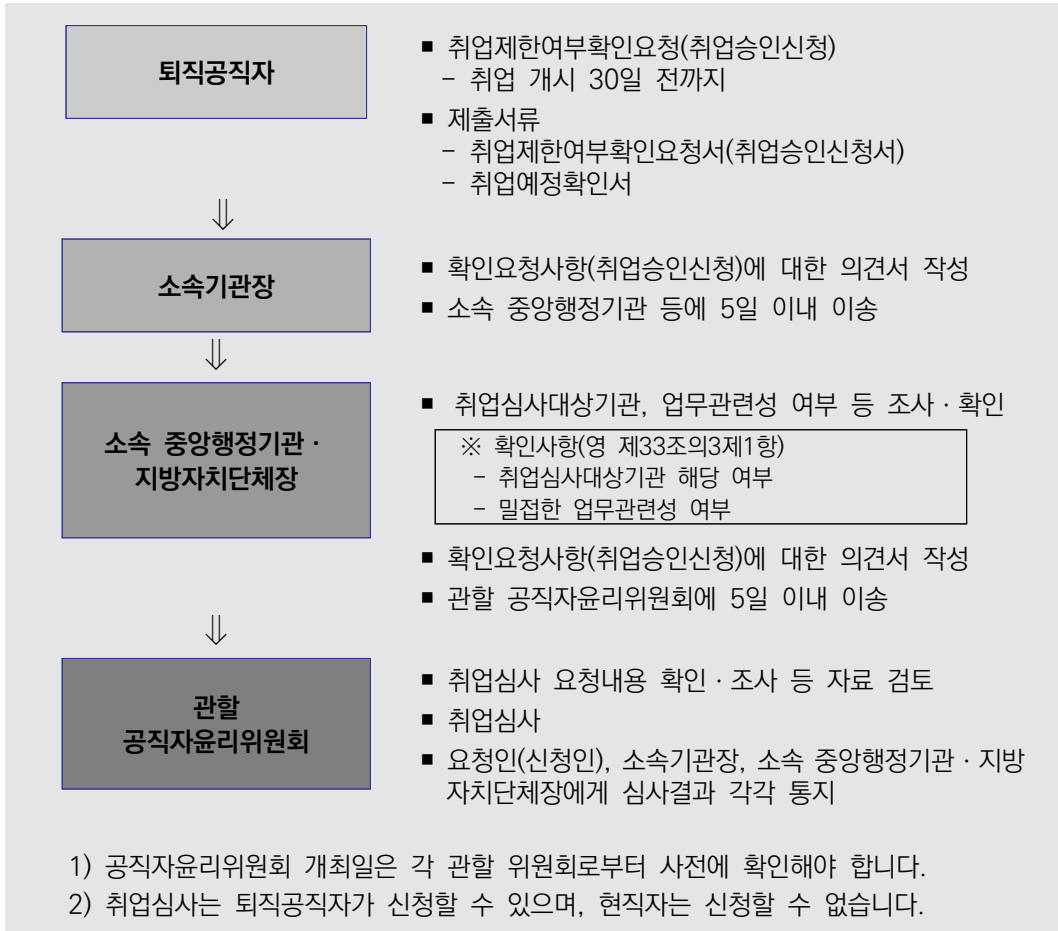 퇴직공직자
■ 취업제한여부확인요청(취업승인신청)
- 취업 개시 30일 전까지
■ 제출서류
- 취업제한여부확인요청서(취업승인신청서)
- 취업예정확인서
⇓
소속기관장
■ 확인요청사항(취업승인신청)에 대한 의견서 작성
■ 소속 중앙행정기관 등에 5일 이내 이송
⇓
소속 중앙행정기관 ·
지방자치단체장
■ 취업심사대상기관, 업무관련성 여부 등 조사 · 확인
※ 확인사항(영 제33조의3제1항)
- 취업심사대상기관 해당 여부
- 밀접한 업무관련성 여부
■ 확인요청사항(취업승인신청)에 대한 의견서 작성
■ 관할 공직자윤리위원회에 5일 이내 이송
⇓
관할
공직자윤리위원회
■ 취업심사 요청내용 확인 · 조사 등 자료 검토
■ 취업심사
■ 요청인(신청인), 소속기관장, 소속 중앙행정기관 · 지방
자치단체장에게 심사결과 각각 통지
1) 공직자윤리위원회 개최일은 각 관할 위원회로부터 사전에 확인해야 합니다.
2) 취업심사는 퇴직공직자가 신청할 수 있으며, 현직자는 신청할 수 없습니다.